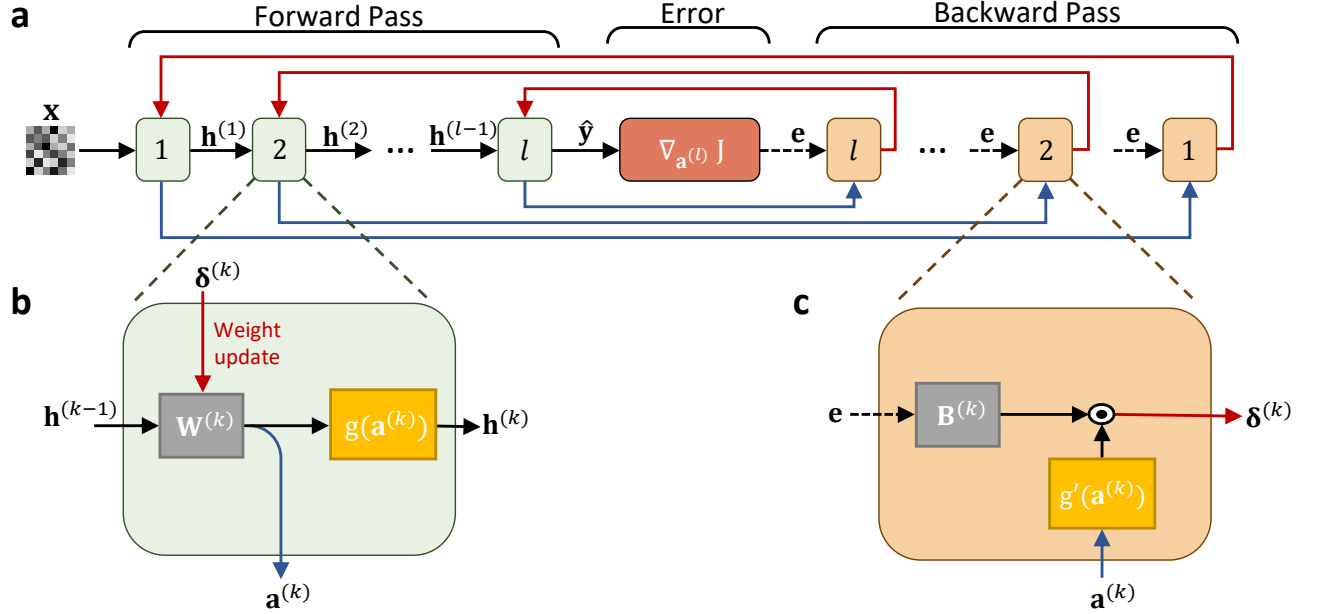 a
Forward Pass Error Backward Pass
x
1 𝐡⁽¹⁾ 2 𝐡⁽²⁾ ... 𝐡⁽ˡ⁻¹⁾ l ŷ ∇ₐ₍ₗ₎ J e l ... e 2 e 1
b
δ⁽ᵏ⁾
Weight
update
h⁽ᵏ⁻¹⁾ W⁽ᵏ⁾ g(a⁽ᵏ⁾) h⁽ᵏ⁾
a⁽ᵏ⁾
c
e B⁽ᵏ⁾ δ⁽ᵏ⁾
g′(a⁽ᵏ⁾)
a⁽ᵏ⁾